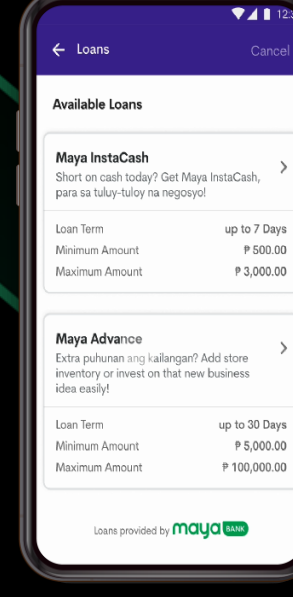 12:
Loans
Cancel
Available Loans
Maya InstaCash
Short on cash today? Get Maya InstaCash,
para sa tuluy-tuloy na negosyo!
Loan Term up to 7 Days
Minimum Amount ₱ 500.00
Maximum Amount ₱ 3,000.00
Maya Advance
Extra puhunan ang kailangan? Add store
inventory or invest on that new business
idea easily!
Loan Term up to 30 Days
Minimum Amount ₱ 5,000.00
Maximum Amount ₱ 100,000.00
Loans provided by maya BANK